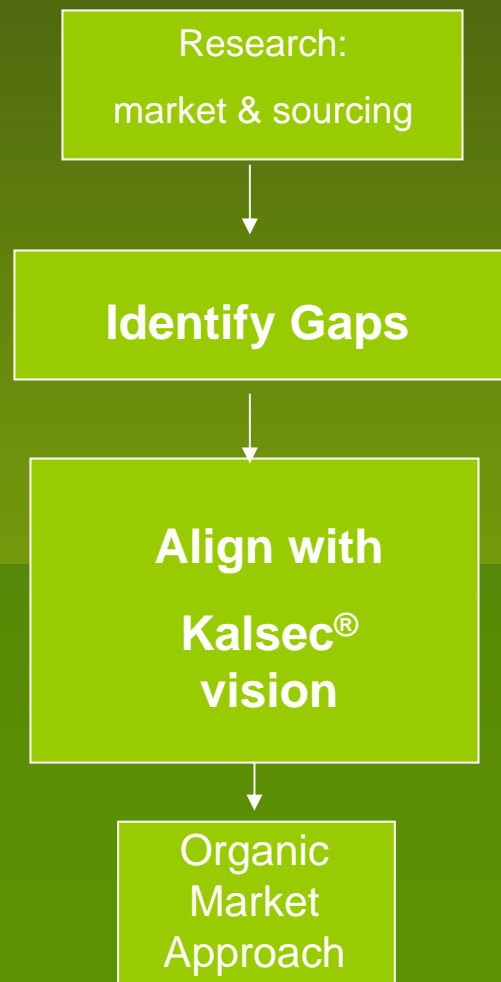 Research:
market & sourcing
Identify Gaps
Align with
Kalsec®
vision
Organic
Market
Approach